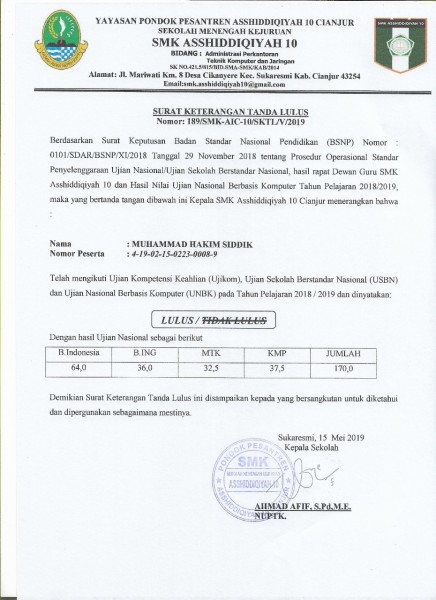 YAYASAN PONDOK PESANTREN ASSHIDDIQIYAH 10 CIANJUR
SEKOLAH MENENGAH KEJURUAN
SMK ASSHIDDIQIYAH 10
BIDANG : Administrasi Perkantoran
Teknik Komputer dan Jaringan
SK NO.421.5/815/BID.SMA-SMK/KAB/2014
Alamat: Jl. Mariwati Km. 8 Desa Cikanyere Kec. Sukaresmi Kab. Cianjur 43254
Email:smk.asshiddiqiyah10@gmail.com
SMK ASSHIDDIQIYAH 10
SURAT KETERANGAN TANDA LULUS
Nomor: 189/SMK-AIC-10/SKTL/V/2019
Berdasarkan Surat Keputusan Badan Standar Nasional Pendidikan (BSNP) Nomor :
0101/SDAR/BSNP/XI/2018 Tanggal 29 November 2018 tentang Prosedur Operasional Standar
Penyelenggaraan Ujian Nasional/Ujian Sekolah Berstandar Nasional, hasil rapat Dewan Guru SMK
Asshiddiqiyah 10 dan Hasil Nilai Ujian Nasional Berbasis Komputer Tahun Pelajaran 2018/2019,
maka yang bertanda tangan dibawah ini Kepala SMK Asshiddiqiyah 10 Cianjur menerangkan bahwa
:
Nama : MUHAMMAD HAKIM SIDDIK
Nomor Peserta : 4-19-02-15-0223-0008-9
Telah mengikuti Ujian Kompetensi Keahlian (Ujikom), Ujian Sekolah Berstandar Nasional (USBN)
dan Ujian Nasional Berbasis Komputer (UNBK) pada Tahun Pelajaran 2018 / 2019 dan dinyatakan:
LULUS / TIDAK LULUS
Dengan hasil Ujian Nasional sebagai berikut
B.Indonesia B.ING MTK KMP JUMLAH
64,0 36,0 32,5 37,5 170,0
Demikian Surat Keterangan Tanda Lulus ini disampaikan kepada yang bersangkutan untuk diketahui
dan dipergunakan sebagaimana mestinya.
Sukaresmi, 15 Mei 2019
Kepala Sekolah
PONDOK PESANTREN
SMK
SEKOLAH MENENGAH KEJURUAN
ASSHIDDIQIYAH 10
AHMAD AFIF, S.Pd,M.E.
NUPTK.